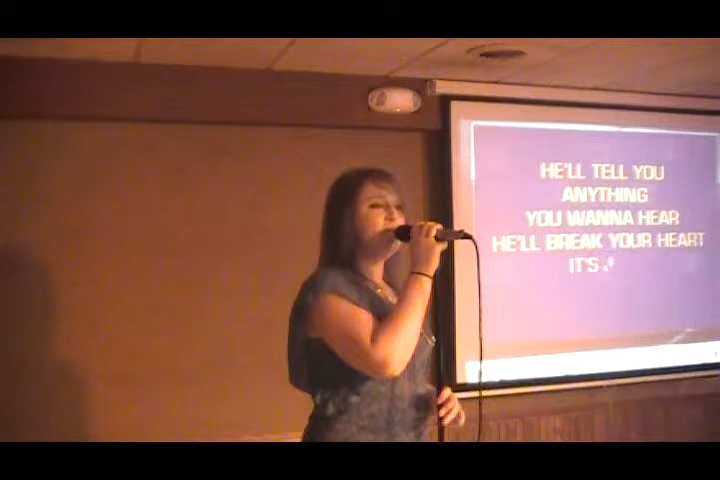 HE'LL TELL YOU
ANYTHING
YOU WANNA HEAR
HE'LL BREAK YOUR HEART
IT'S